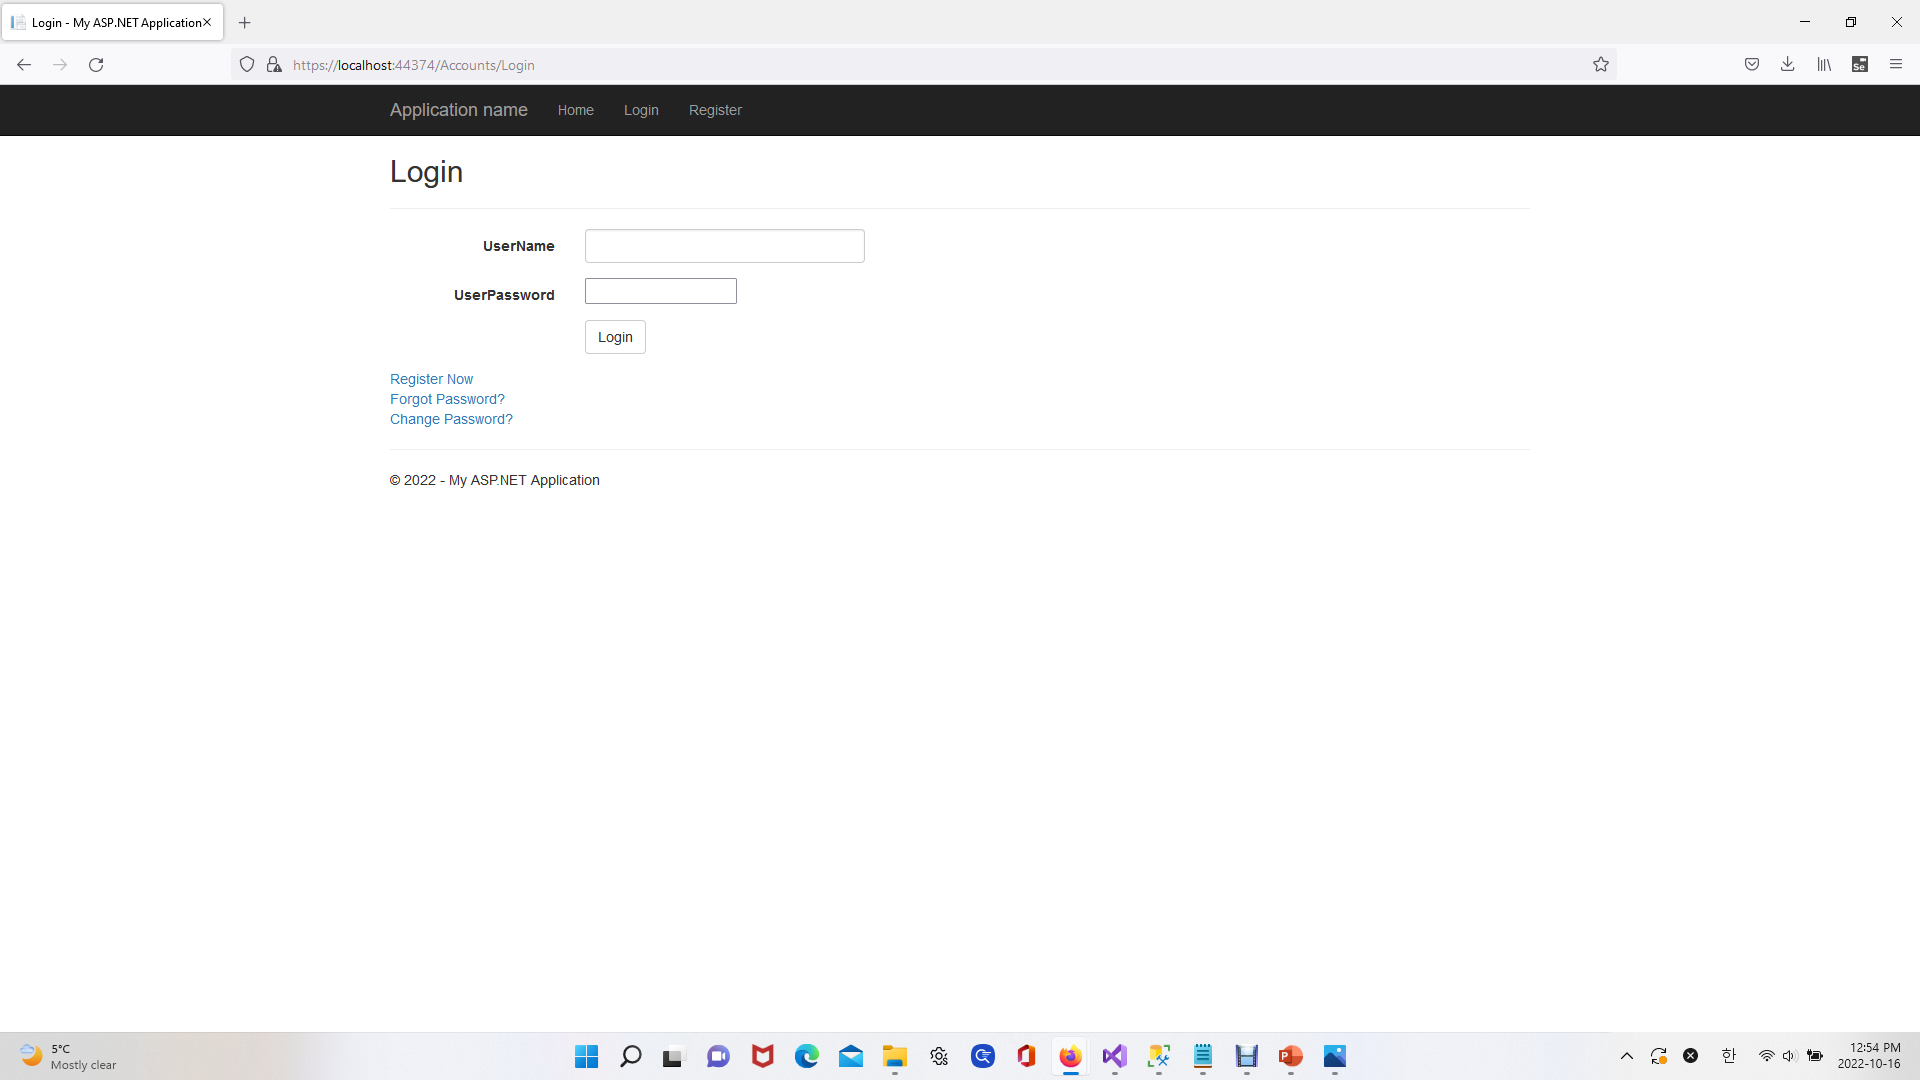 Login - My ASP.NET Application
https://localhost:44374/Accounts/Login
Se
Application name Home Login Register
Login
UserName
UserPassword
Login
Register Now
Forgot Password?
Change Password?
© 2022 - My ASP.NET Application
5°C
Mostly clear
한
12:54 PM
2022-10-16